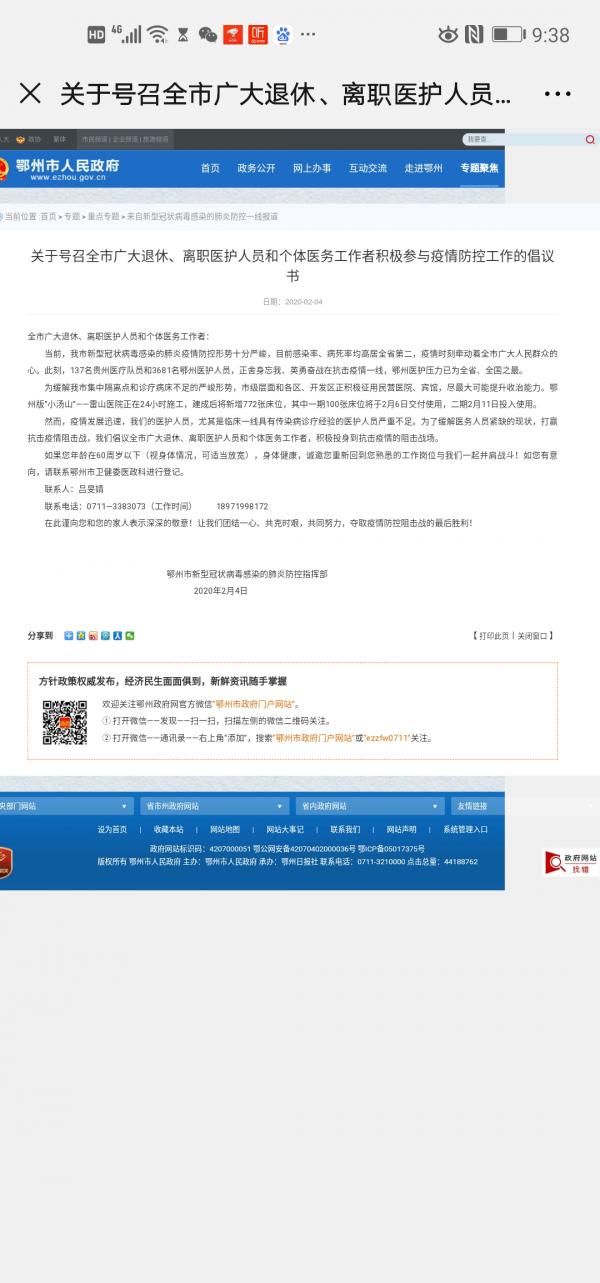 HD 4G 9:38
关于号召全市广大退休、离职医护人员...
人大 政协 繁体 市民频道 | 企业频道 | 旅游频道 我要查...
鄂州市人民政府
www.ezhou.gov.cn
首页 政务公开 网上办事 互动交流 走进鄂州 专题聚焦
当前位置:首页 > 专题 > 重点专题 > 来自新型冠状病毒感染的肺炎防控一线报道
关于号召全市广大退休、离职医护人员和个体医务工作者积极参与疫情防控工作的倡议
书
日期：2020-02-04
全市广大退休、离职医护人员和个体医务工作者：
当前，我市新型冠状病毒感染的肺炎疫情防控形势十分严峻，目前感染率、病死率均高居全省第二，疫情时刻牵动着全市广大人民群众的
心。此刻，137名贵州医疗队员和3681名鄂州医护人员，正舍身忘我、英勇奋战在抗击疫情一线，鄂州医护压力已为全省、全国之最。
为缓解我市集中隔离点和诊疗病床不足的严峻形势，市级层面和各区、开发区正积极征用民营医院、宾馆，尽最大可能提升收治能力。鄂
州版“小汤山”——雷山医院正在24小时施工，建成后将新增772张床位，其中一期100张床位将于2月6日交付使用，二期2月11日投入使用。
然而，疫情发展迅速，我们的医护人员，尤其是临床一线具有传染病诊疗经验的医护人员严重不足。为了缓解医务人员紧缺的现状，打赢
抗击疫情阻击战，我们倡议全市广大退休、离职医护人员和个体医务工作者，积极投身到抗击疫情的阻击战场。
如果您年龄在60周岁以下（视身体情况，可适当放宽），身体健康，诚邀您重新回到您熟悉的工作岗位与我们一起并肩战斗！如您有意
向，请联系鄂州市卫健委医政科进行登记。
联系人：吕旻婧
联系电话：0711—3383073（工作时间） 18971998172
在此谨向您和您的家人表示深深的敬意！让我们团结一心、共克时艰，共同努力，夺取疫情防控阻击战的最后胜利！
鄂州市新型冠状病毒感染的肺炎防控指挥部
2020年2月4日
分享到 【 打印此页 | 关闭窗口 】
方针政策权威发布，经济民生面面俱到，新鲜资讯随手掌握
欢迎关注鄂州政府网官方微信“鄂州市政府门户网站”。
① 打开微信——发现——扫一扫，扫描左侧的微信二维码关注。
② 打开微信——通讯录——右上角“添加”，搜索“鄂州市政府门户网站”或“ezzfw0711”关注。
央部门网站 省市州政府网站 省内政府网站 友情链接
设为首页 | 收藏本站 | 网站地图 | 网站大事记 | 联系我们 | 网站声明 | 系统管理入口
政府网站标识码：4207000051 鄂公网安备42070402000036号 鄂ICP备05017375号
版权所有 鄂州市人民政府 主办：鄂州市人民政府 承办：鄂州日报社 联系电话：0711-3210000 点击总量：44188762
政府网站
找错